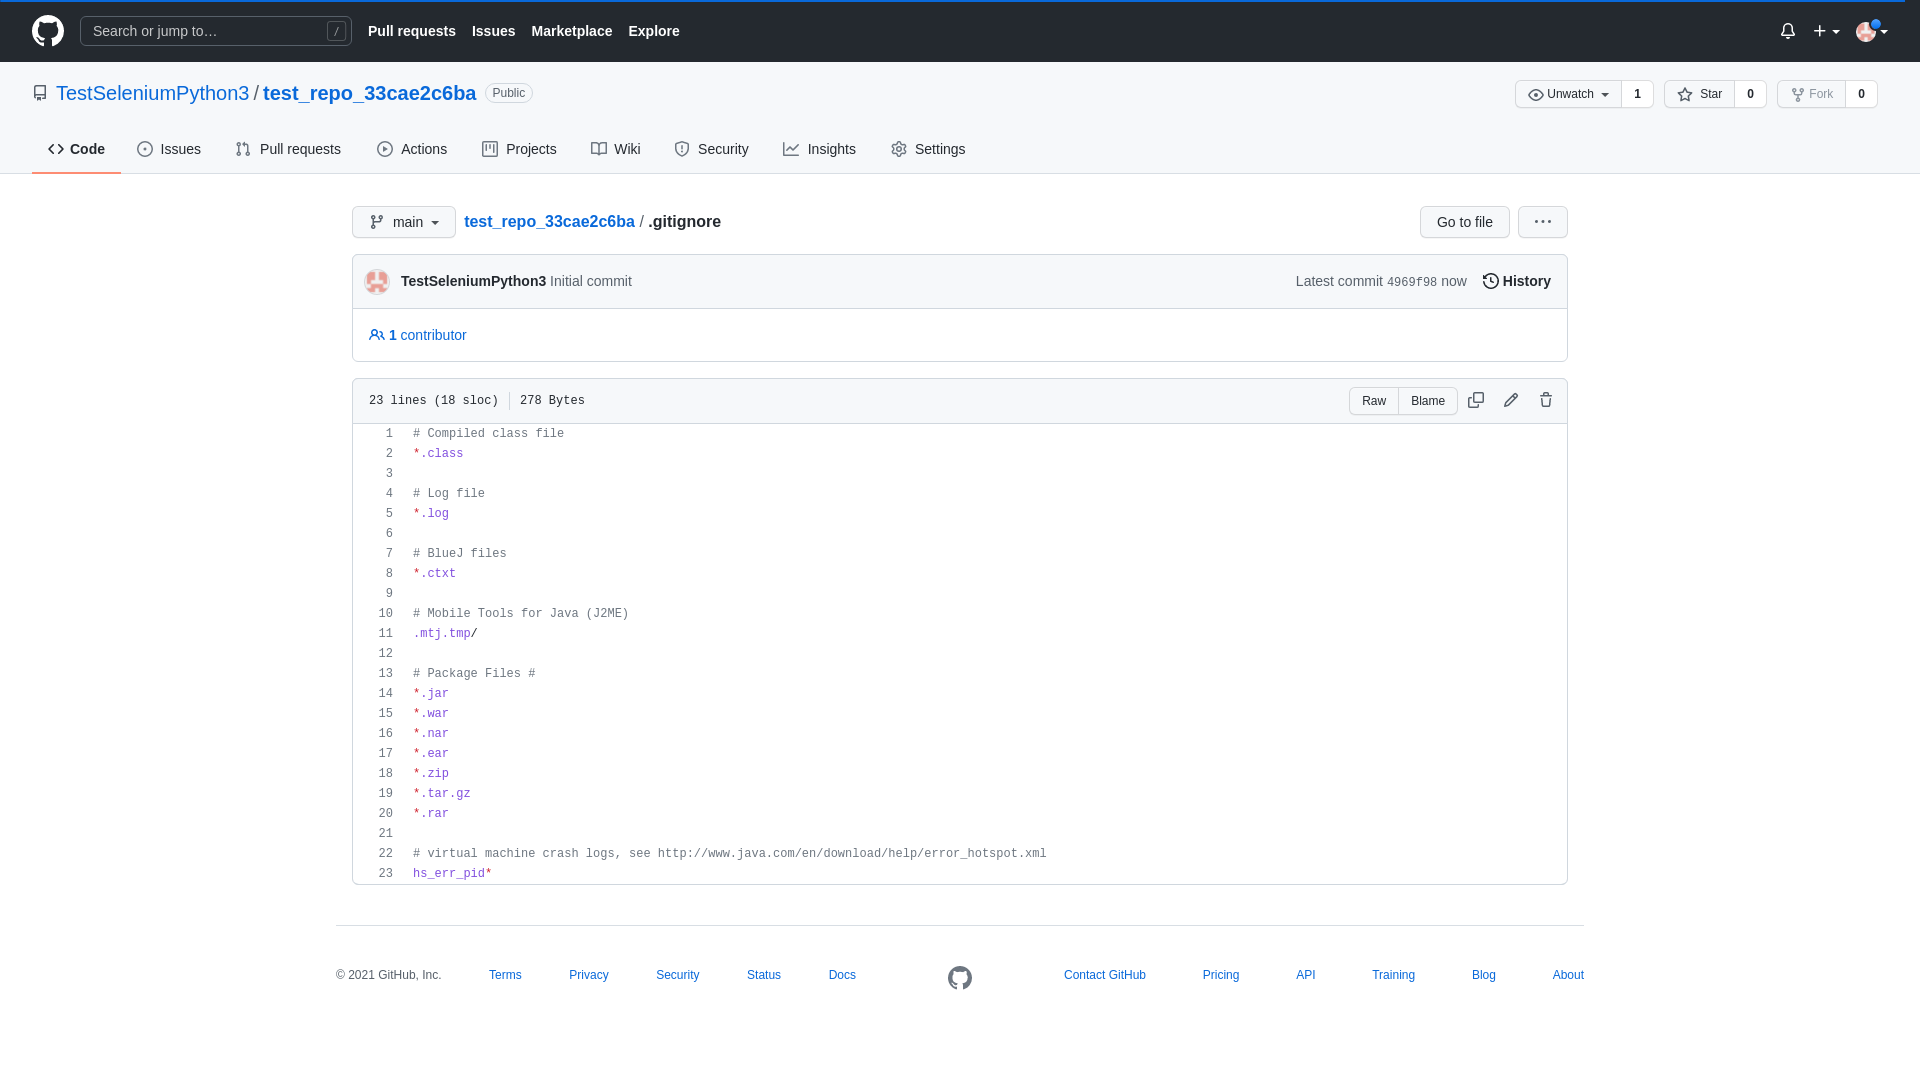 Search or jump to…
/
Pull requests
Issues
Marketplace
Explore
TestSeleniumPython3 / test_repo_33cae2c6ba
Public
Unwatch
1
Star
0
Fork
0
Code
Issues
Pull requests
Actions
Projects
Wiki
Security
Insights
Settings
main
test_repo_33cae2c6ba / .gitignore
Go to file
TestSeleniumPython3 Initial commit
Latest commit 4969f98 now
History
1 contributor
23 lines (18 sloc)
278 Bytes
Raw
Blame
1 # Compiled class file
2 *.class
3
4 # Log file
5 *.log
6
7 # BlueJ files
8 *.ctxt
9
10 # Mobile Tools for Java (J2ME)
11 .mtj.tmp/
12
13 # Package Files #
14 *.jar
15 *.war
16 *.nar
17 *.ear
18 *.zip
19 *.tar.gz
20 *.rar
21
22 # virtual machine crash logs, see http://www.java.com/en/download/help/error_hotspot.xml
23 hs_err_pid*
© 2021 GitHub, Inc.
Terms
Privacy
Security
Status
Docs
Contact GitHub
Pricing
API
Training
Blog
About